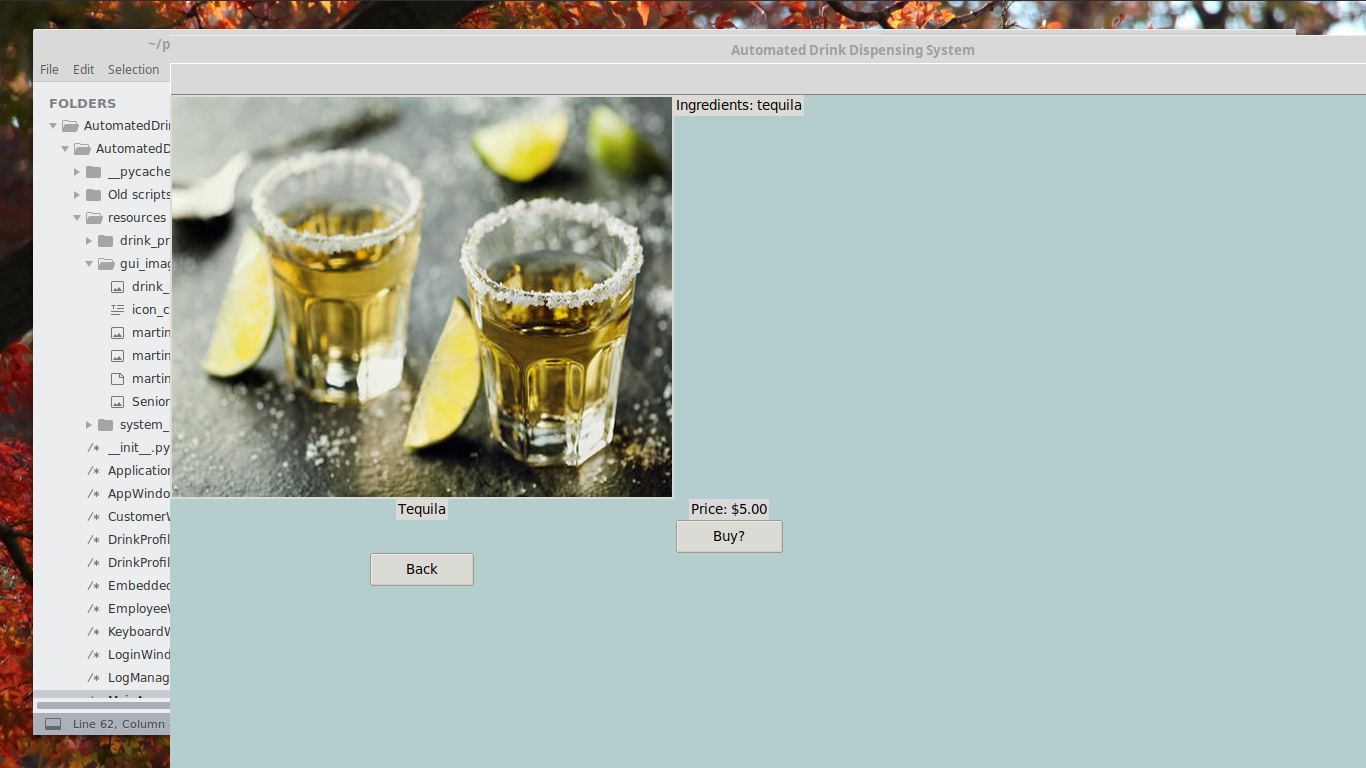 ~/p
File Edit Selection
FOLDERS
AutomatedDri
AutomatedD
__pycache
Old scripts
resources
drink_pr
gui_imag
drink_
icon_c
martin
martin
martin
Senior
system_
/* __init__.py
/* Application
/* AppWindo
/* CustomerW
/* DrinkProfil
/* DrinkProfil
/* Embedded
/* EmployeeW
/* KeyboardW
/* LoginWind
/* LogManag
Line 62, Column
Automated Drink Dispensing System
Ingredients: tequila
Tequila
Price: $5.00
Buy?
Back